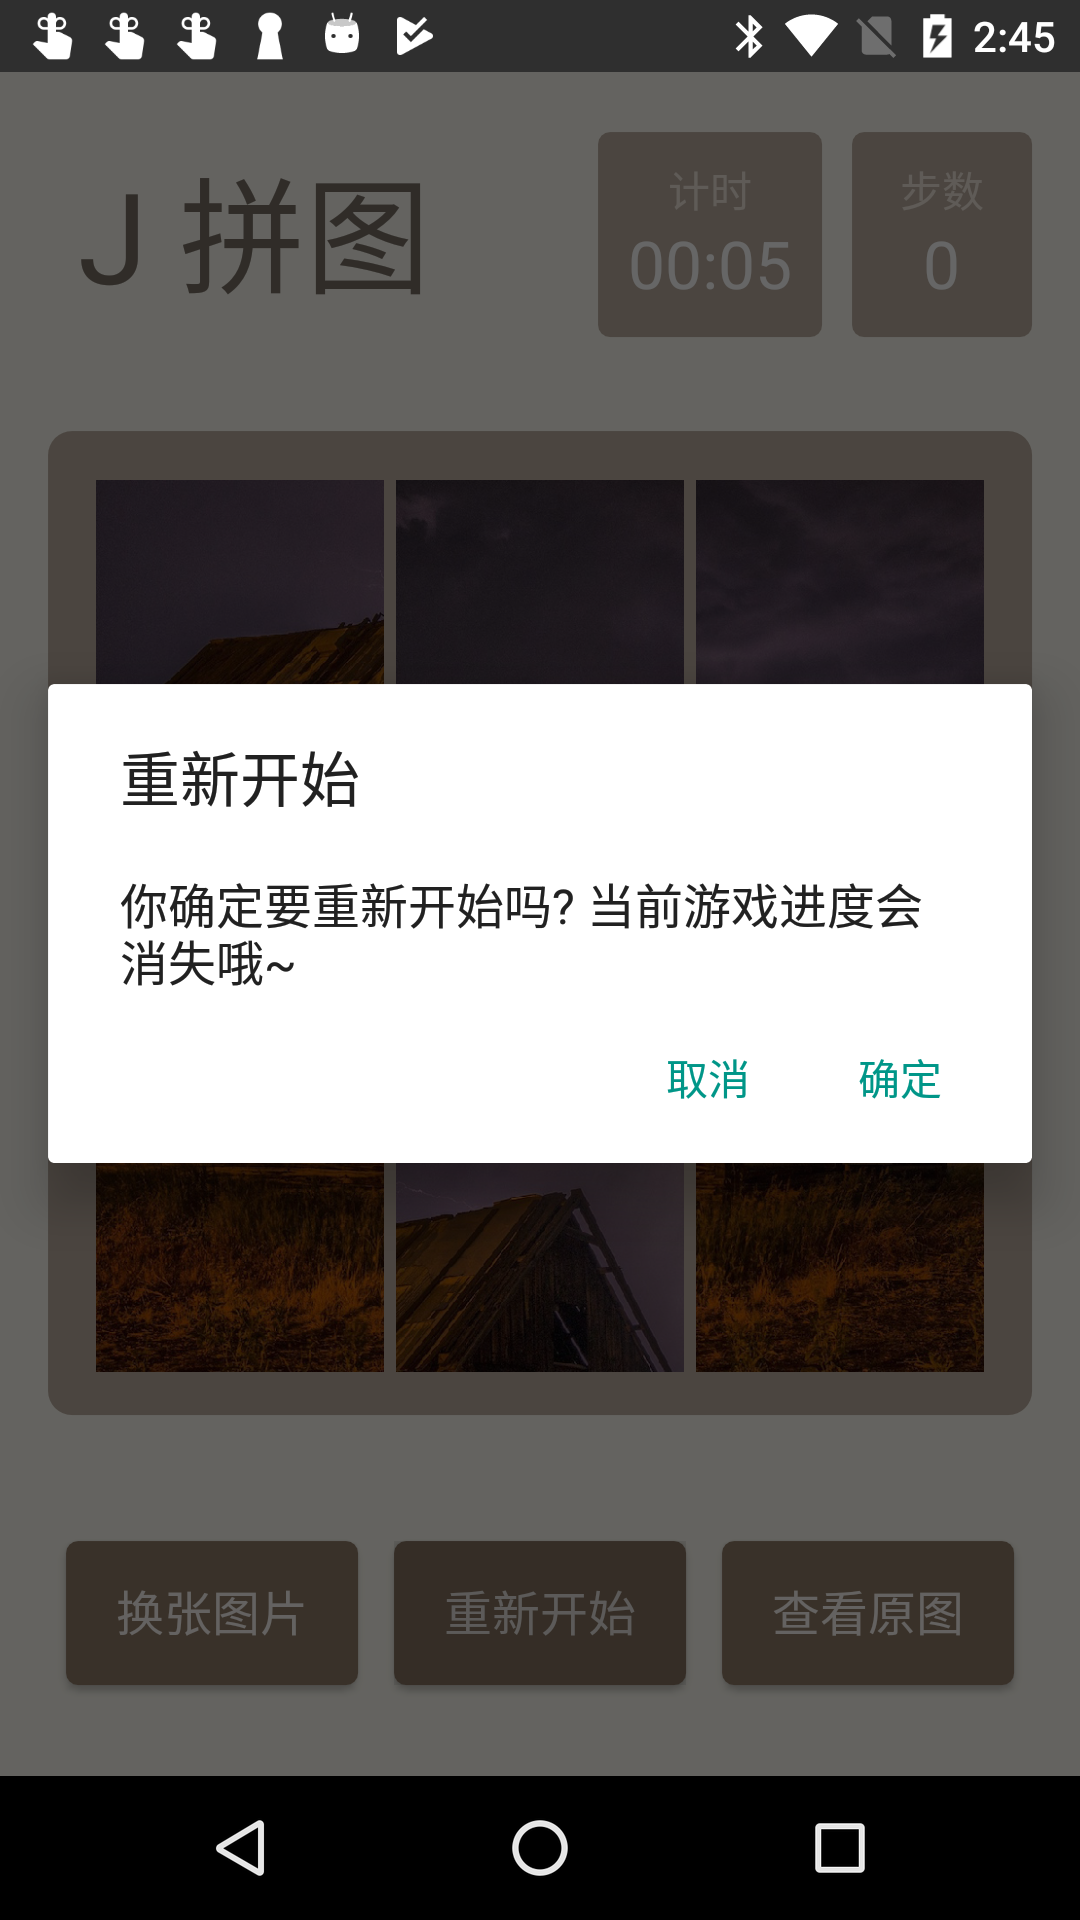 2:45
J 拼图
计时
00:05
步数
0
重新开始
你确定要重新开始吗? 当前游戏进度会
消失哦~
取消
确定
换张图片
重新开始
查看原图